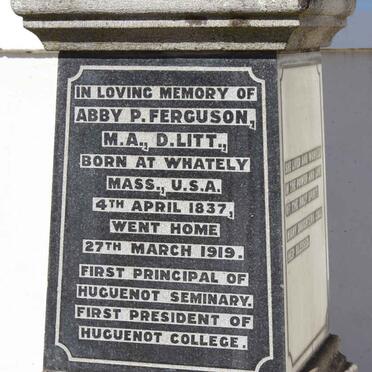 IN LOVING MEMORY OF
ABBY P. FERGUSON,
M.A., D.LITT.,
BORN AT WHATELY
MASS., U.S.A.
4TH APRIL 1837,
WENT HOME
27TH MARCH 1919.
FIRST PRINCIPAL OF
HUGUENOT SEMINARY.
FIRST PRESIDENT OF
HUGUENOT COLLEGE.